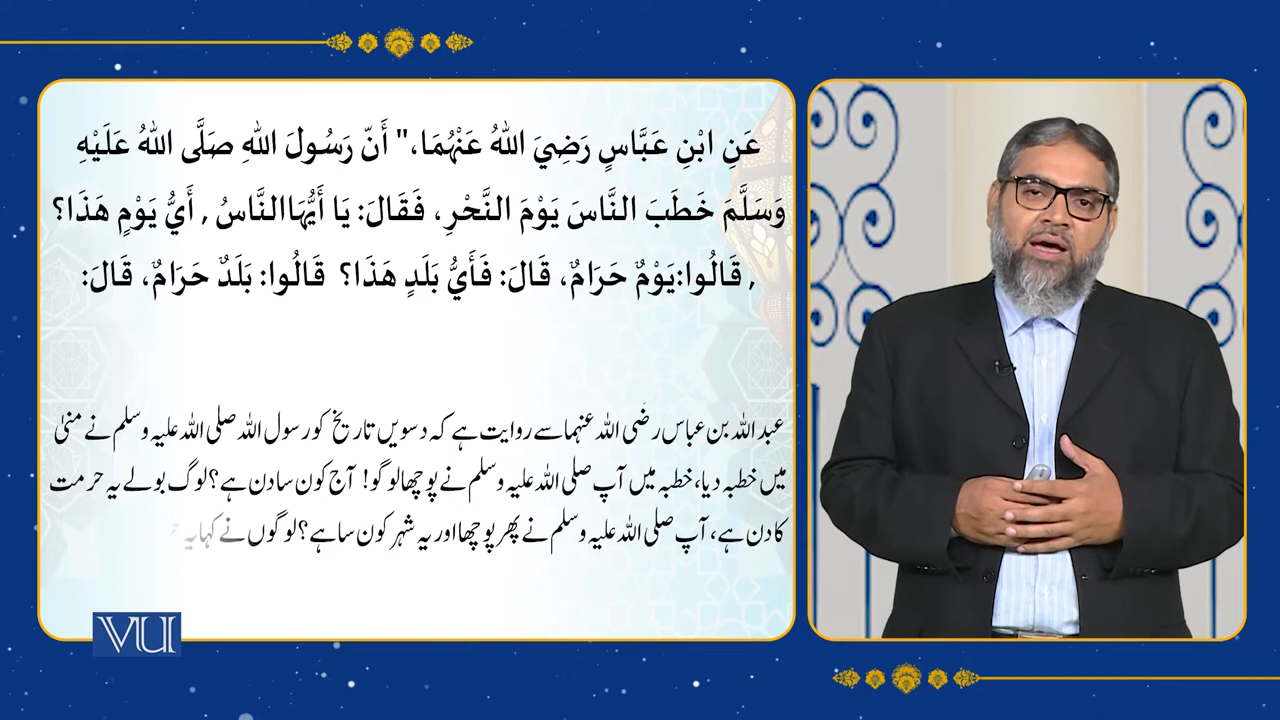 عَنِ ابْنِ عَبَّاسٍ رَضِيَ اللهُ عَنْهُمَا،" أَنّ رَسُولَ اللهِ صَلَّى اللهُ عَلَيْهِ
وَسَلَّمَ خَطَبَ النَّاسَ يَوْمَ النَّحْرِ، فَقَالَ: يَا أَيُّهَاالنَّاسُ , أَيُّ يَوْمٍ هَذَا؟
, قَالُوا:يَوْمٌ حَرَامٌ، قَالَ: فَأَيُّ بَلَدٍ هَذَا؟ قَالُوا: بَلَدٌ حَرَامٌ، قَالَ:
عبد اللہ بن عباس رضی اللہ عنہما سے روایت ہے کہ دسویں تاریخ کو رسول اللہ صلی اللہ علیہ وسلم نے منیٰ
میں خطبہ دیا، خطبہ میں آپ صلی اللہ علیہ وسلم نے پوچھا لوگو! آج کون سا دن ہے؟ لوگ بولے یہ حرمت
کا دن ہے، آپ صلی اللہ علیہ وسلم نے پھر پوچھا اور یہ شہر کون سا ہے؟ لوگوں نے کہا یہ
VU